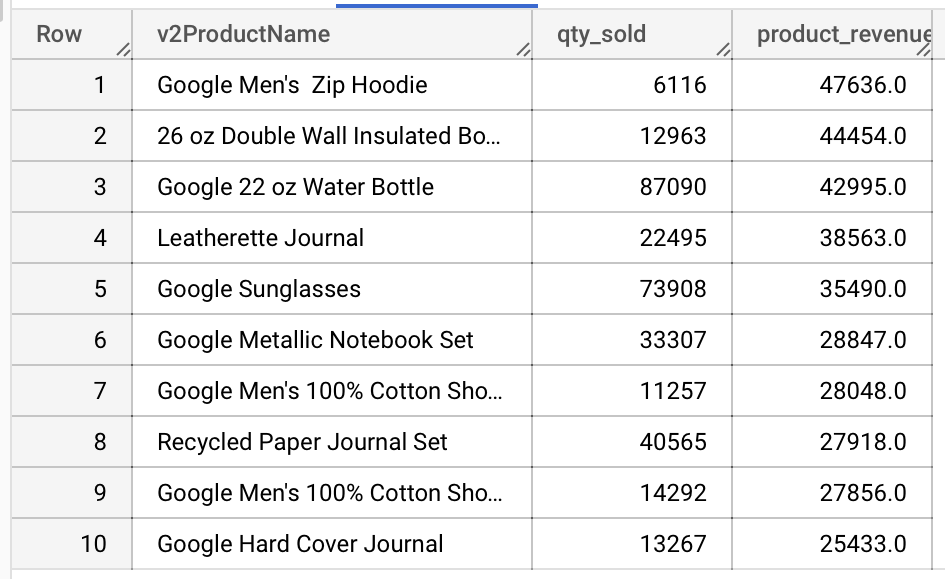 Row v2ProductName qty_sold product_revenue
1 Google Men's  Zip Hoodie 6116 47636.0
2 26 oz Double Wall Insulated Bo... 12963 44454.0
3 Google 22 oz Water Bottle 87090 42995.0
4 Leatherette Journal 22495 38563.0
5 Google Sunglasses 73908 35490.0
6 Google Metallic Notebook Set 33307 28847.0
7 Google Men's 100% Cotton Sho... 11257 28048.0
8 Recycled Paper Journal Set 40565 27918.0
9 Google Men's 100% Cotton Sho... 14292 27856.0
10 Google Hard Cover Journal 13267 25433.0